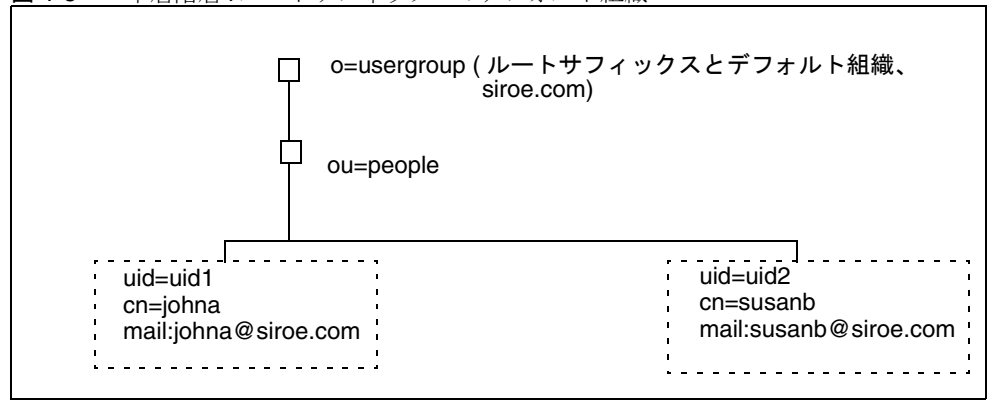 o=usergroup ( ルートサフィックスとデフォルト組織、
siroe.com)
ou=people
uid=uid1
cn=johna
mail:johna@siroe.com
uid=uid2
cn=susanb
mail:susanb@siroe.com